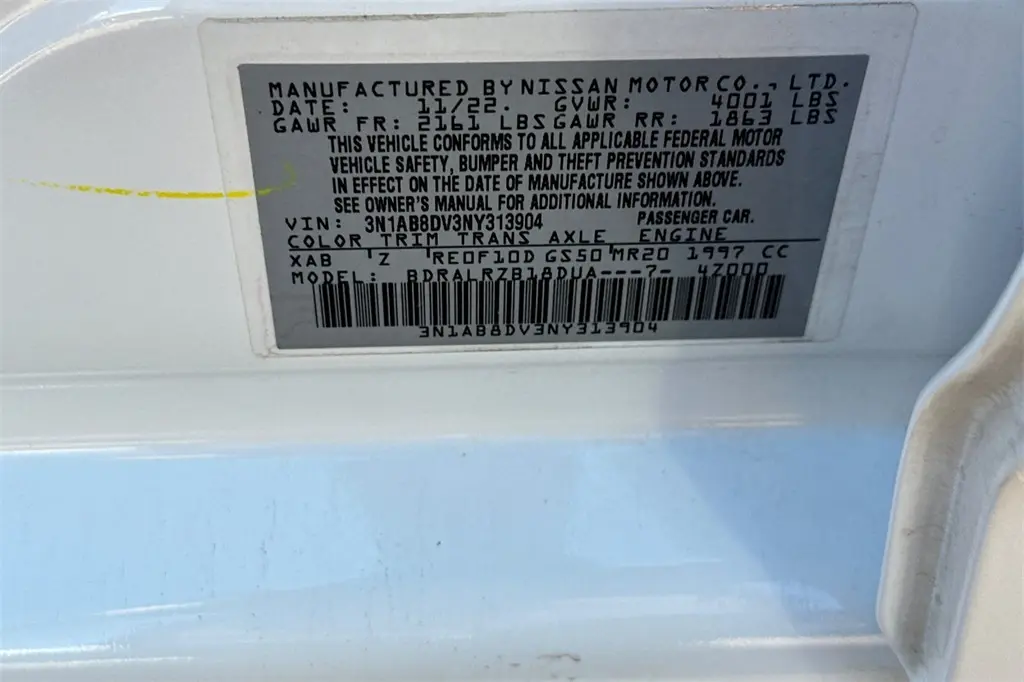 MANUFACTURED BY NISSAN MOTOR CO., LTD.
DATE: 11/22. GVWR: 4001 LBS
GAWR FR: 2161 LBS GAWR RR: 1863 LBS
THIS VEHICLE CONFORMS TO ALL APPLICABLE FEDERAL MOTOR
VEHICLE SAFETY, BUMPER AND THEFT PREVENTION STANDARDS
IN EFFECT ON THE DATE OF MANUFACTURE SHOWN ABOVE.
SEE OWNER'S MANUAL FOR ADDITIONAL INFORMATION.
VIN: 3N1AB8DV3NY313904 PASSENGER CAR.
COLOR TRIM TRANS AXLE ENGINE
XAB Z RE0F10D GS50 MR20 1997 CC
MODEL: BDRALRZB18DUA---7- 4Z000
3N1AB8DV3NY313904